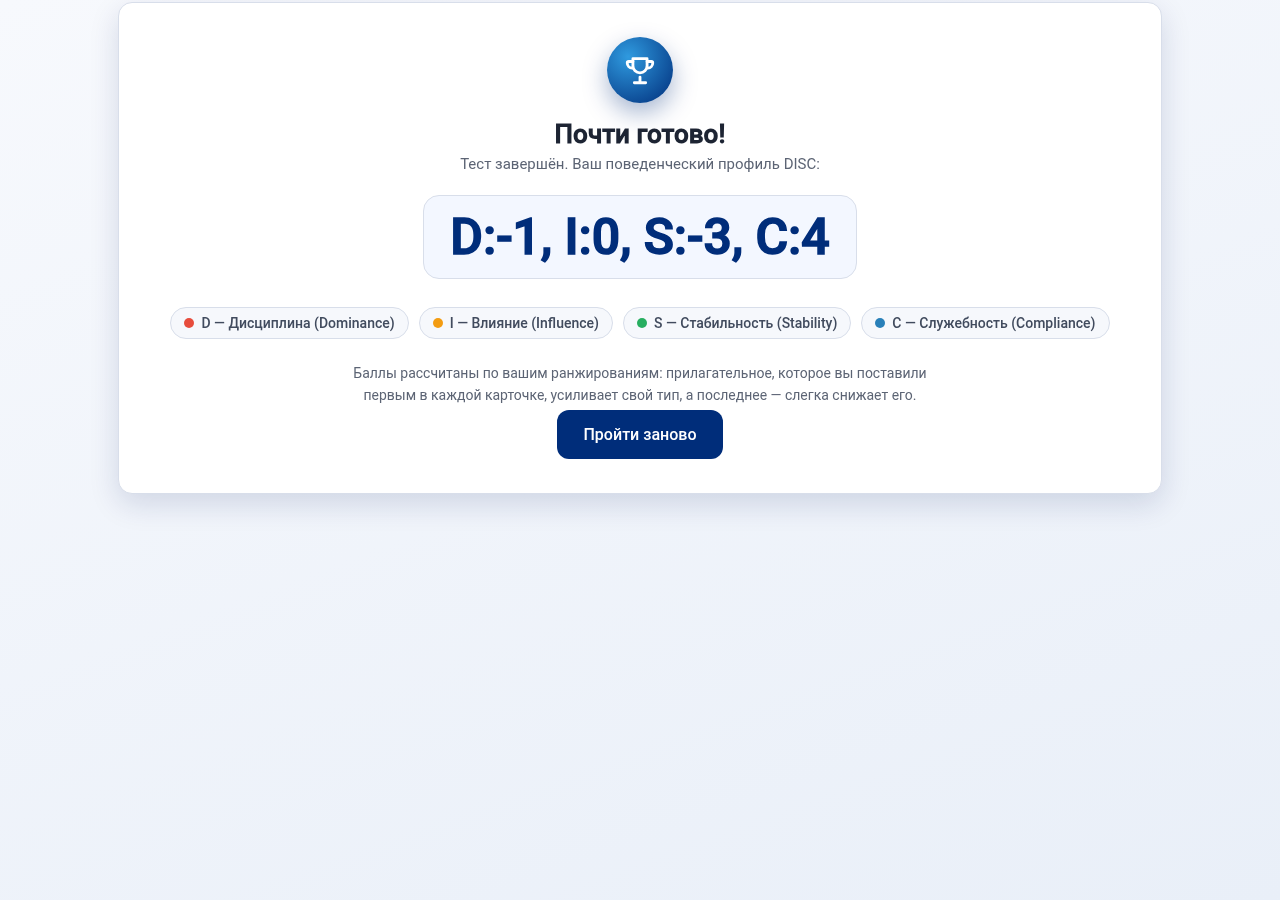 Почти готово!
Тест завершён. Ваш поведенческий профиль DISC:
D:-1, I:0, S:-3, C:4
D — Дисциплина (Dominance)
I — Влияние (Influence)
S — Стабильность (Stability)
C — Служебность (Compliance)
Баллы рассчитаны по вашим ранжированиям: прилагательное, которое вы поставили
первым в каждой карточке, усиливает свой тип, а последнее — слегка снижает его.
Пройти заново